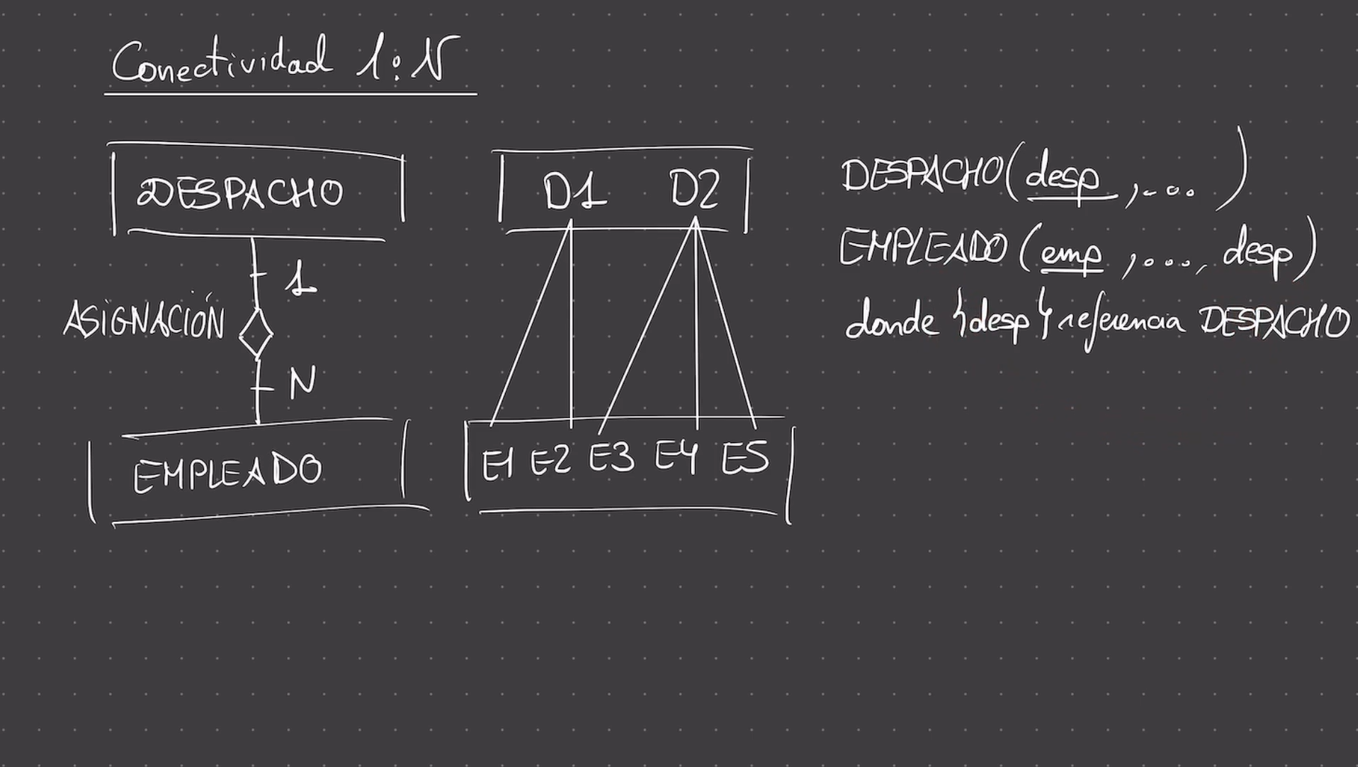 Conectividad 1:N
DESPACHO
1
ASIGNACIÓN
N
EMPLEADO
D1 D2
E1 E2 E3 E4 E5
DESPACHO(desp,...)
EMPLEADO(emp,..., desp)
donde {desp} referencia DESPACHO